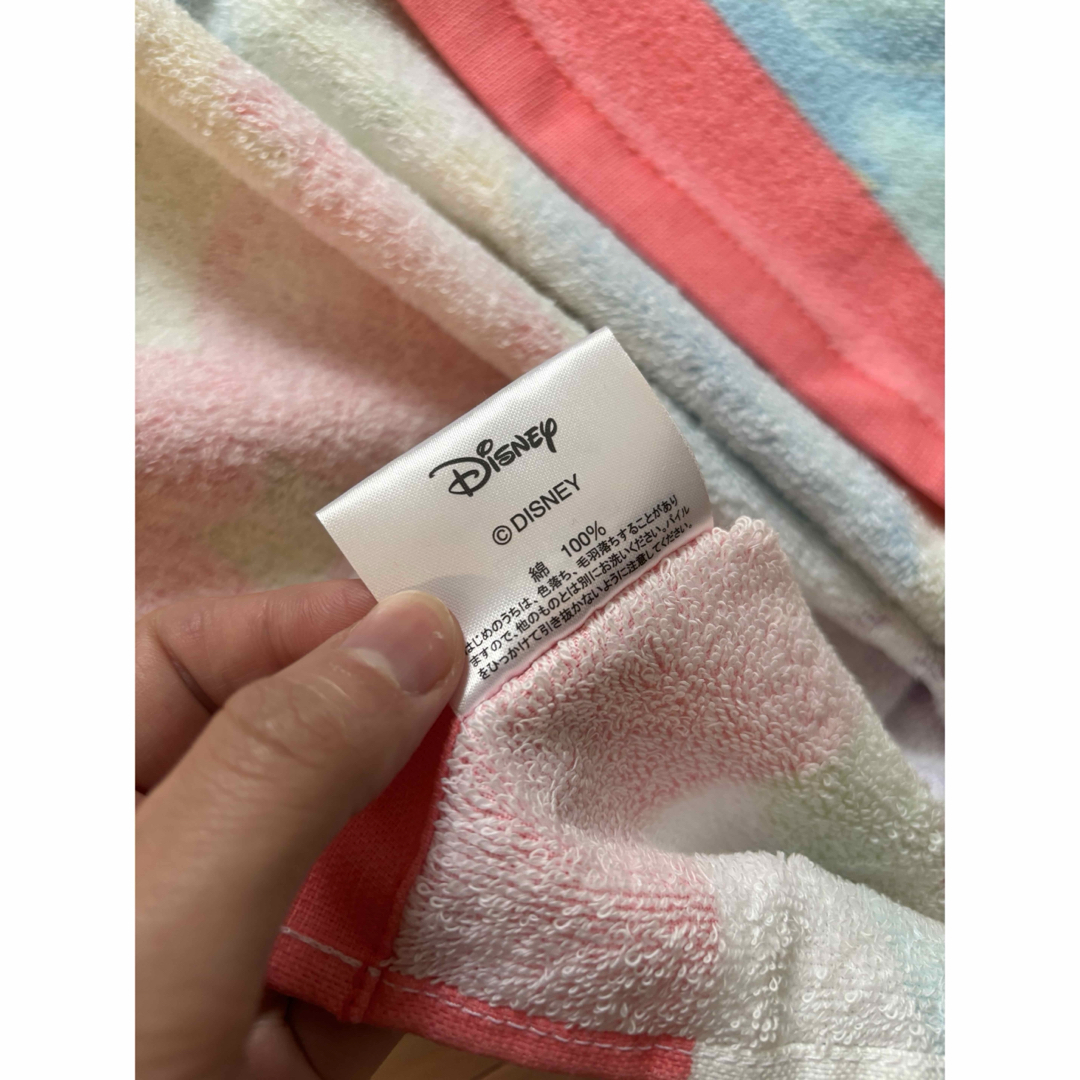 Disney
© DISNEY
綿 100%
はじめのうちは、色落ち、毛羽落ちすることがあり
ますので、他のものとは別にお洗いください。パイル
をひっかけて引き抜かないように注意してください。